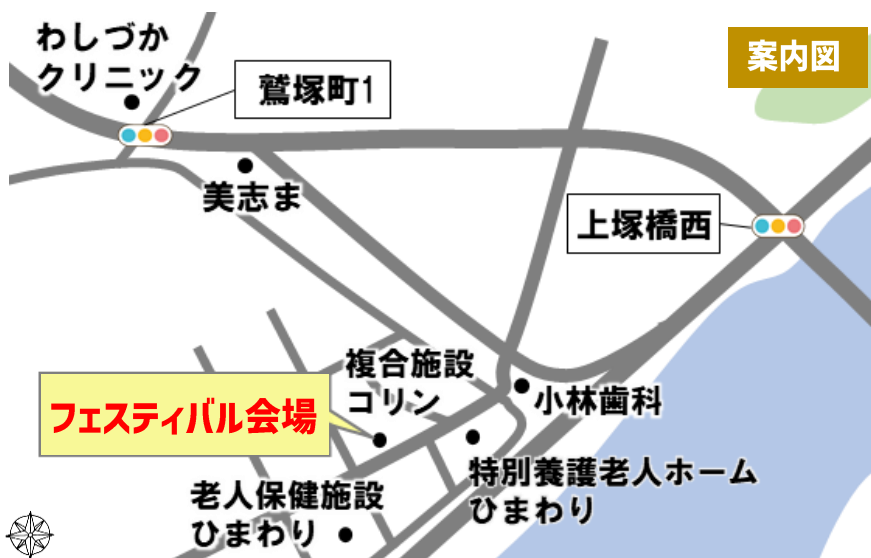 わしづか
クリニック
鷲塚町1
案内図
美志ま
上塚橋西
複合施設
コリン
フェスティバル会場
小林歯科
特別養護老人ホーム
ひまわり
老人保健施設
ひまわり